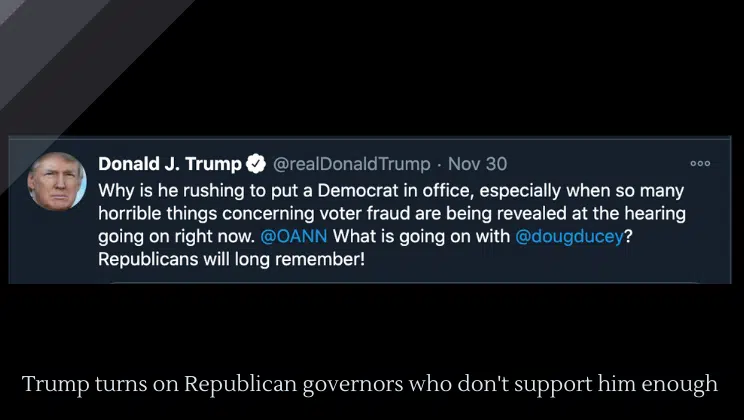 Donald J. Trump @realDonaldTrump · Nov 30
Why is he rushing to put a Democrat in office, especially when so many
horrible things concerning voter fraud are being revealed at the hearing
going on right now. @OANN What is going on with @dougducey?
Republicans will long remember!
Trump turns on Republican governors who don't support him enough